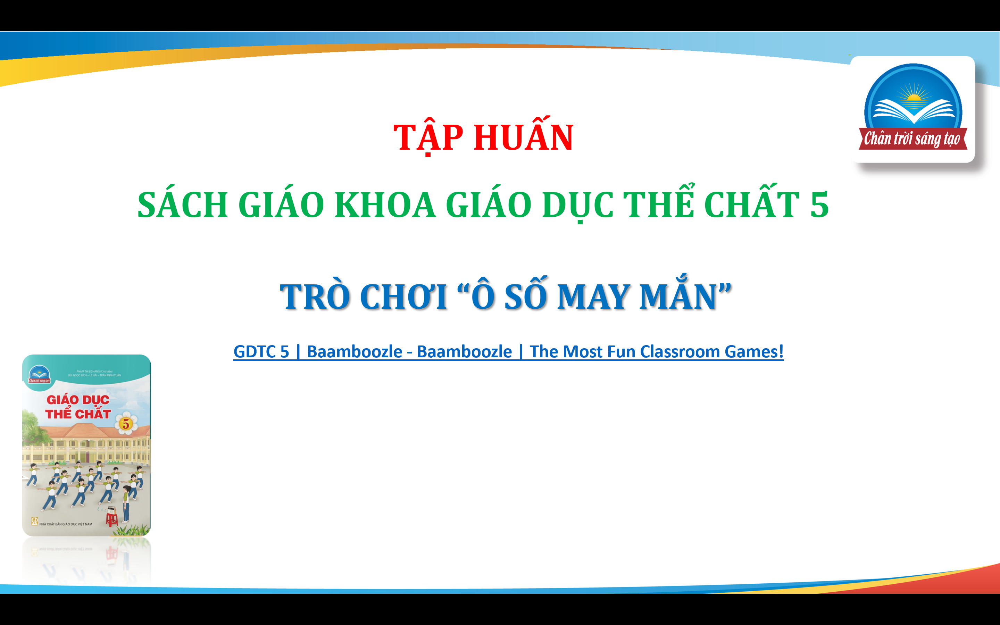 Chân trời sáng tạo
TẬP HUẤN
SÁCH GIÁO KHOA GIÁO DỤC THỂ CHẤT 5
TRÒ CHƠI “Ô SỐ MAY MẮN”
GDTC 5 | Baamboozle - Baamboozle | The Most Fun Classroom Games!
PHẠM THỊ LỆ HẰNG (Chủ biên)
BÙI NGỌC BÍCH – LÊ HẢI – TRẦN MINH TUẤN
Chân trời sáng tạo
GIÁO DỤC
THỂ CHẤT
5
NHÀ XUẤT BẢN GIÁO DỤC VIỆT NAM